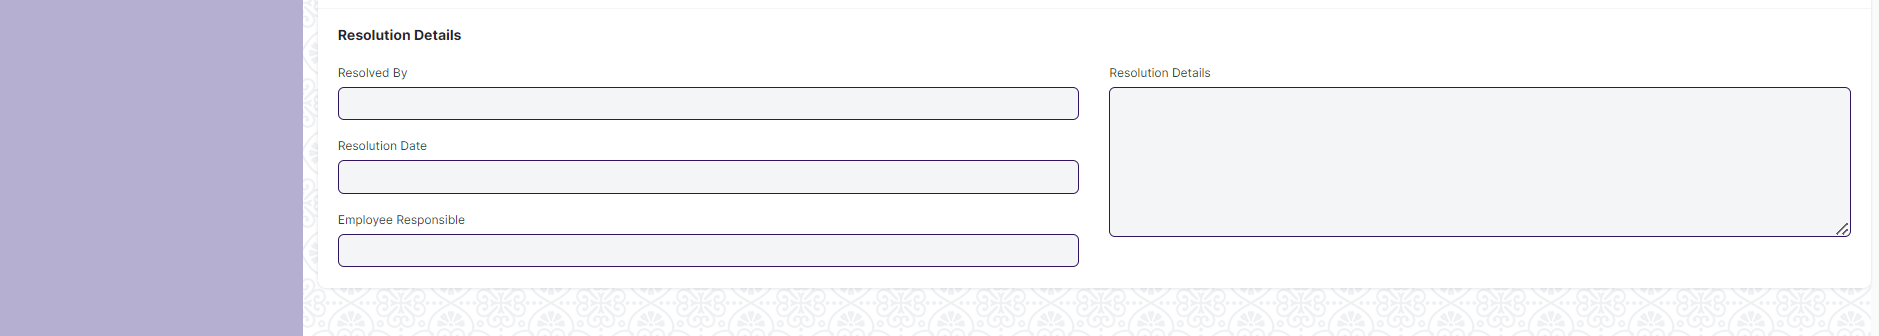 Resolution Details
Resolved By
Resolution Date
Employee Responsible
Resolution Details